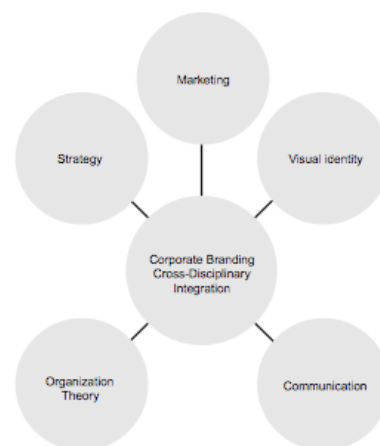 Marketing
Strategy
Visual identity
Corporate Branding
Cross-Disciplinary
Integration
Organization
Theory
Communication